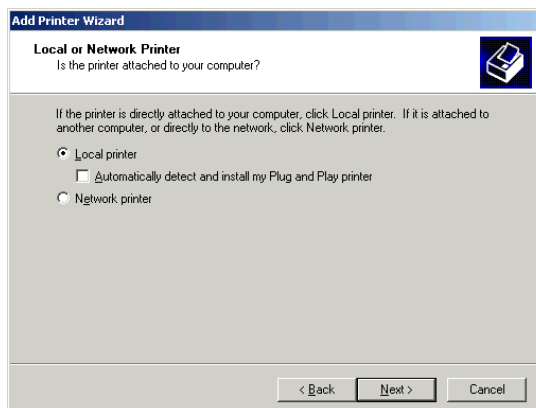 Add Printer Wizard
Local or Network Printer
Is the printer attached to your computer?
If the printer is directly attached to your computer, click Local printer. If it is attached to
another computer, or directly to the network, click Network printer.
Local printer
Automatically detect and install my Plug and Play printer
Network printer
< Back Next > Cancel